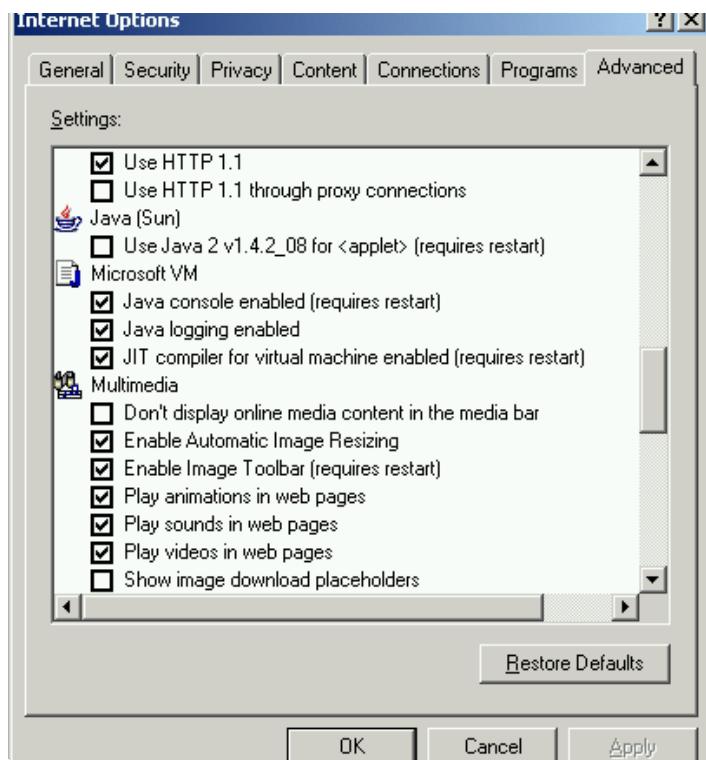 Internet Options
General Security Privacy Content Connections Programs Advanced
Settings:
Use HTTP 1.1
Use HTTP 1.1 through proxy connections
Java (Sun)
Use Java 2 v1.4.2_08 for <applet> (requires restart)
Microsoft VM
Java console enabled (requires restart)
Java logging enabled
JIT compiler for virtual machine enabled (requires restart)
Multimedia
Don't display online media content in the media bar
Enable Automatic Image Resizing
Enable Image Toolbar (requires restart)
Play animations in web pages
Play sounds in web pages
Play videos in web pages
Show image download placeholders
Restore Defaults
OK Cancel Apply